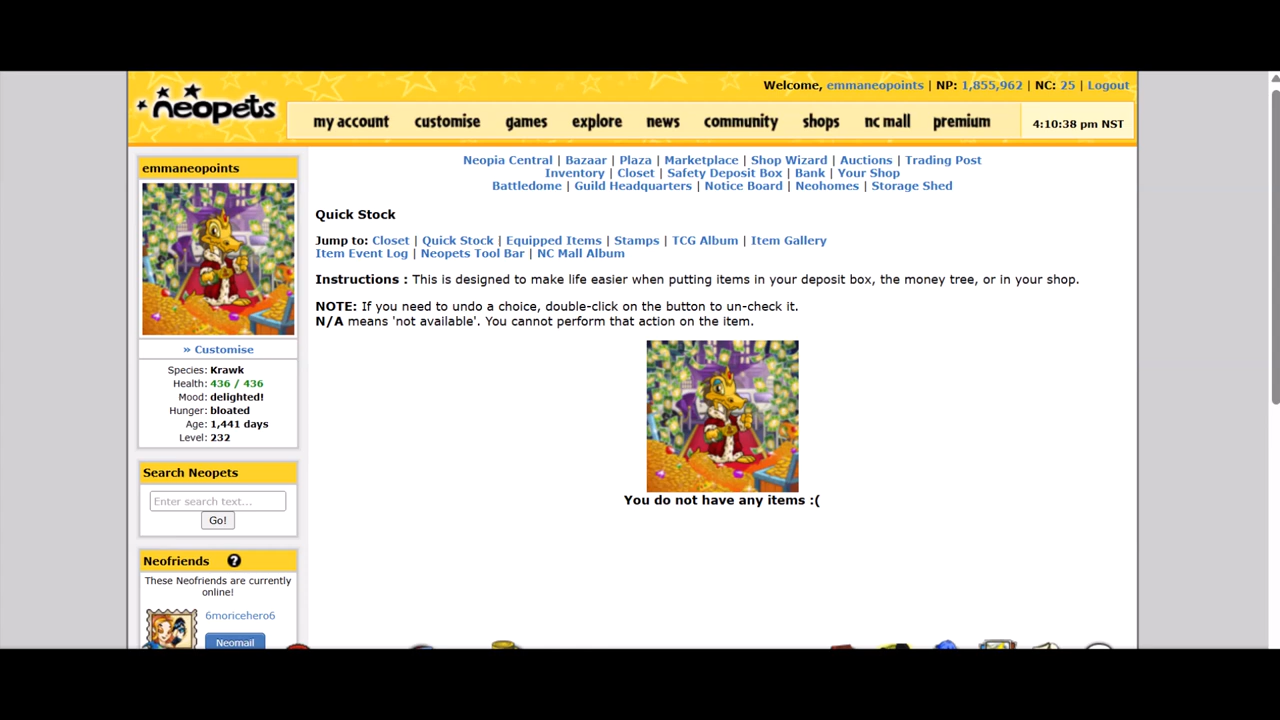 Welcome, emmaneopoints | NP: 1,855,962 | NC: 25 | Logout
neopets
my account customise games explore news community shops nc mall premium 4:10:38 pm NST
emmaneopoints
» Customise
Species: Krawk
Health: 436 / 436
Mood: delighted!
Hunger: bloated
Age: 1,441 days
Level: 232
Search Neopets
Enter search text...
Go!
Neofriends ?
These Neofriends are currently
online!
6moricehero6
Neomail
Neopia Central | Bazaar | Plaza | Marketplace | Shop Wizard | Auctions | Trading Post
Inventory | Closet | Safety Deposit Box | Bank | Your Shop
Battledome | Guild Headquarters | Notice Board | Neohomes | Storage Shed
Quick Stock
Jump to: Closet | Quick Stock | Equipped Items | Stamps | TCG Album | Item Gallery
Item Event Log | Neopets Tool Bar | NC Mall Album
Instructions : This is designed to make life easier when putting items in your deposit box, the money tree, or in your shop.
NOTE: If you need to undo a choice, double-click on the button to un-check it.
N/A means 'not available'. You cannot perform that action on the item.
You do not have any items :(